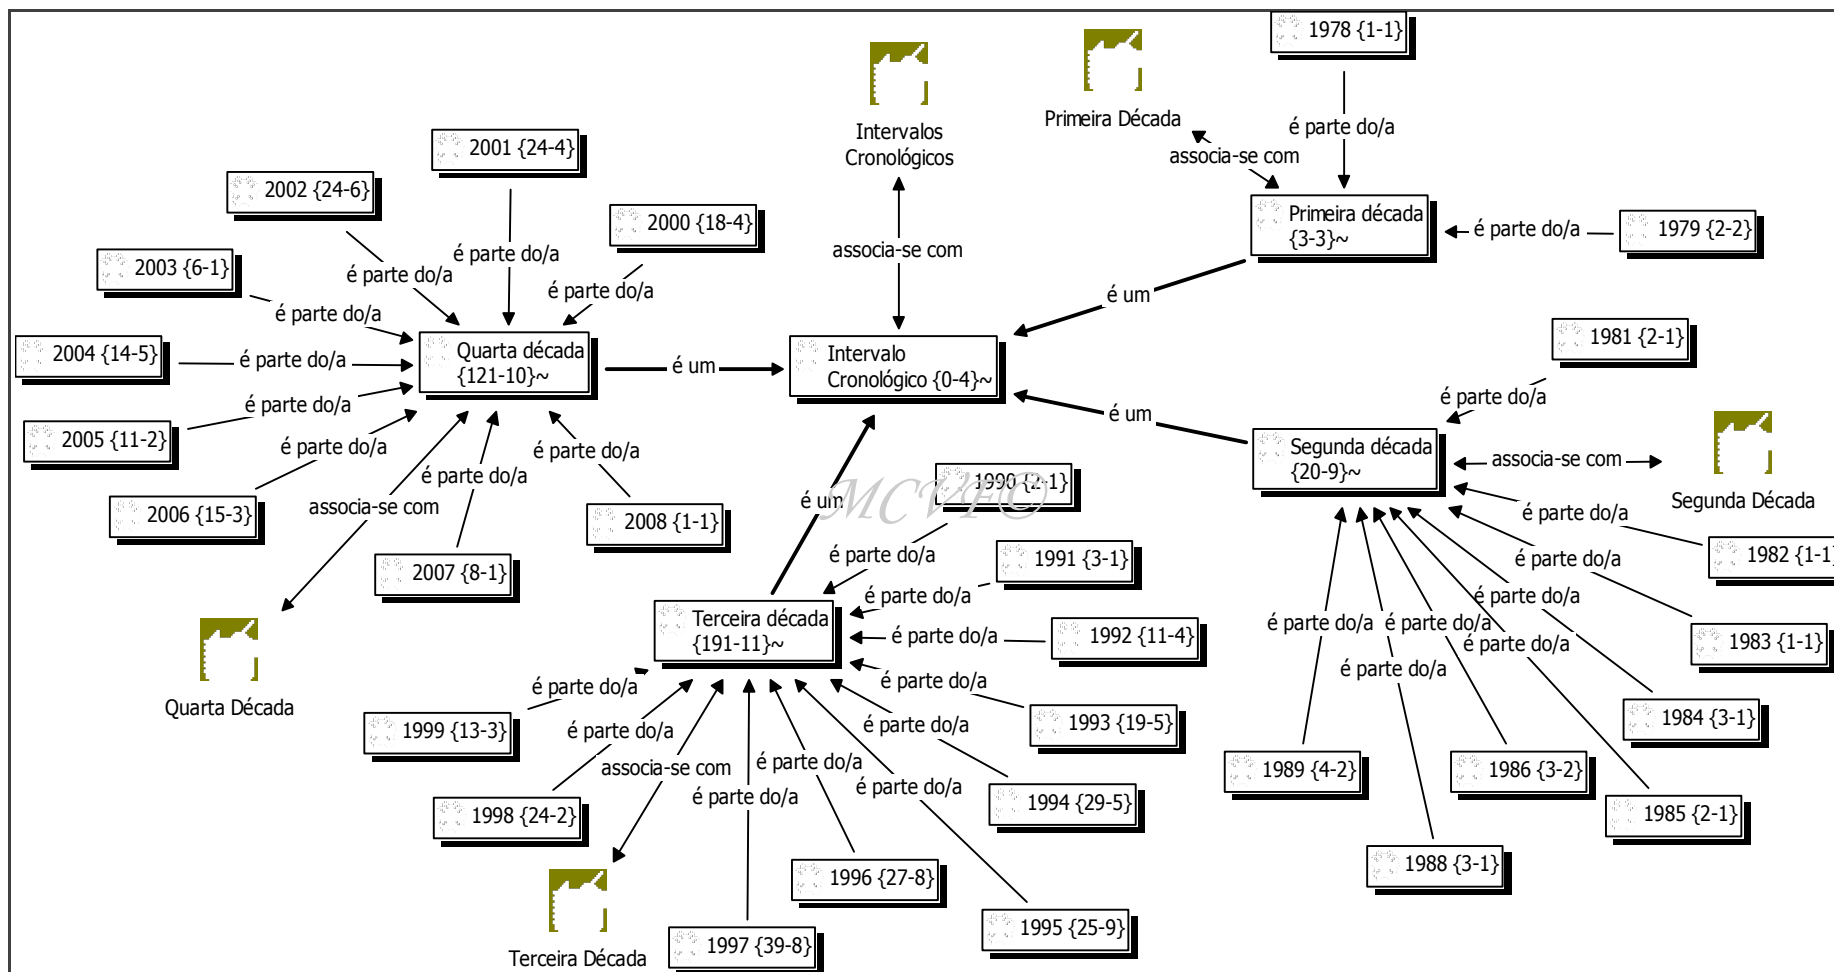 1978 {1-1}
Primeira Década
Intervalos
Cronológicos
é parte do/a
associa-se com
2001 {24-4}
2002 {24-6}
2000 {18-4}
Primeira década
{3-3}~
é parte do/a
1979 {2-2}
associa-se com
é parte do/a
é parte do/a
é parte do/a
2003 {6-1}
é parte do/a
é um
2004 {14-5}
é parte do/a
Quarta década
{121-10}~
é um
Intervalo
Cronológico {0-4}~
1981 {2-1}
é parte do/a
é parte do/a
é um
2005 {11-2}
é parte do/a
é parte do/a
é parte do/a
Segunda década
{20-9}~
associa-se com
Segunda Década
2006 {15-3}
associa-se com
2008 {1-1}
é um
MCVF©
1990 {2-1}
é parte do/a
1982 {1-1}
2007 {8-1}
é parte do/a
1991 {3-1}
é parte do/a
é parte do/a
é parte do/a
Terceira década
{191-11}~
é parte do/a
1992 {11-4}
é parte do/a
é parte do/a
é parte do/a
1983 {1-1}
é parte do/a
é parte do/a
é parte do/a
Quarta Década
1999 {13-3}
é parte do/a
é parte do/a
1993 {19-5}
1984 {3-1}
associa-se com
é parte do/a
é parte do/a
é parte do/a
1989 {4-2}
1986 {3-2}
1998 {24-2}
1994 {29-5}
1985 {2-1}
1996 {27-8}
1988 {3-1}
1997 {39-8}
1995 {25-9}
Terceira Década